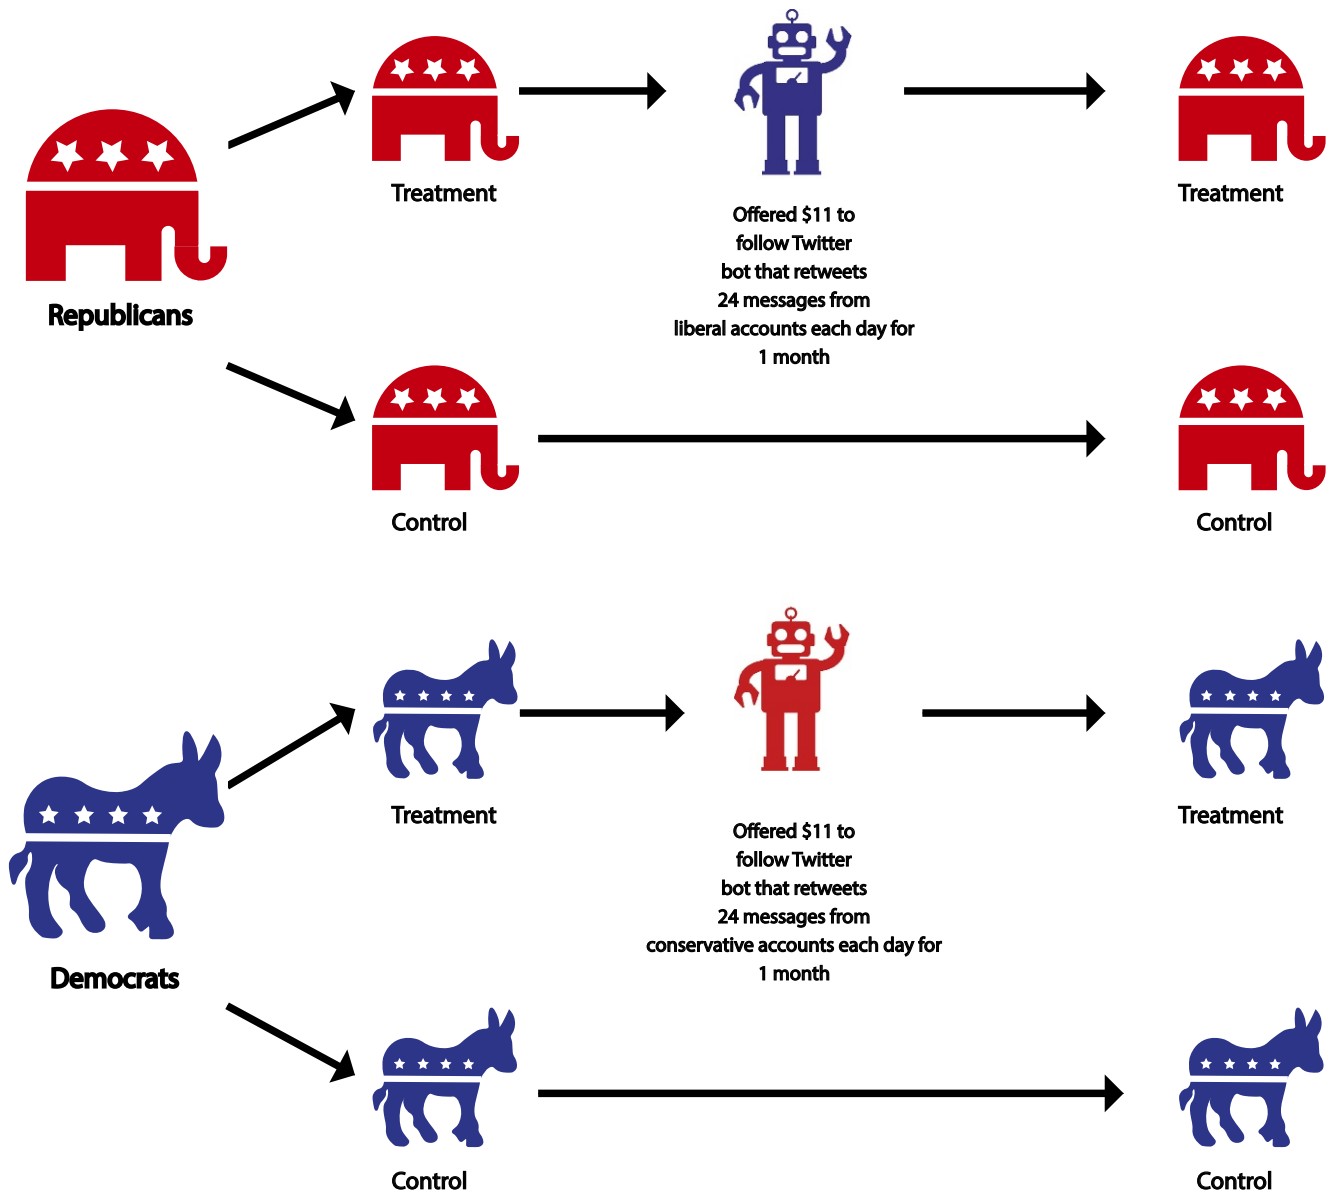 Treatment
Treatment
Offered $11 to
follow Twitter
bot that retweets
24 messages from
liberal accounts each day for
1 month
Republicans
Control
Control
Treatment
Treatment
Offered $11 to
follow Twitter
bot that retweets
24 messages from
conservative accounts each day for
1 month
Democrats
Control
Control